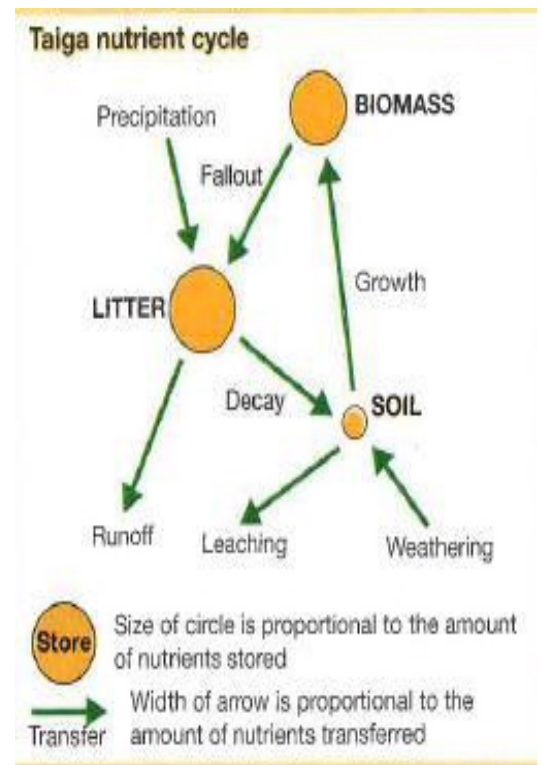 Taiga nutrient cycle
BIOMASS
Precipitation
Fallout
Growth
LITTER
Decay
SOIL
Runoff
Leaching
Weathering
Store
Size of circle is proportional to the amount
of nutrients stored
Transfer
Width of arrow is proportional to the
amount of nutrients transferred